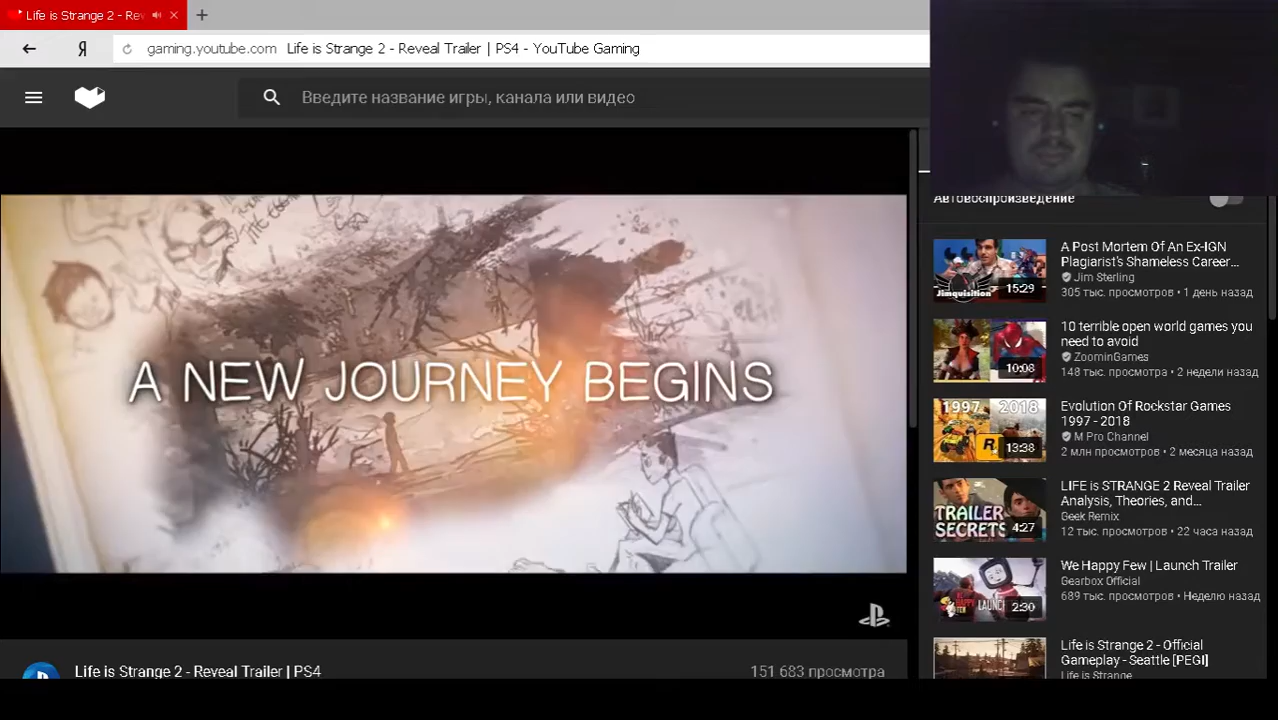 Life is Strange 2 - Rev
gaming.youtube.com Life is Strange 2 - Reveal Trailer | PS4 - YouTube Gaming
Введите название игры, канала или видео
Автовоспроизведение
A NEW JOURNEY BEGINS
Life is Strange 2 - Reveal Trailer | PS4
151 683 просмотра
A Post Mortem Of An Ex-IGN
Plagiarist's Shameless Career...
Jim Sterling
305 тыс. просмотров • 1 день назад
Jimquisition
15:29
10 terrible open world games you
need to avoid
ZoominGames
148 тыс. просмотра • 2 недели назад
10:08
Evolution Of Rockstar Games
1997 - 2018
M Pro Channel
2 млн просмотров • 2 месяца назад
1997 2018
R
13:38
LIFE is STRANGE 2 Reveal Trailer
Analysis, Theories, and...
Geek Remix
12 тыс. просмотров • 22 часа назад
TRAILER
SECRETS
4:27
We Happy Few | Launch Trailer
Gearbox Official
689 тыс. просмотров • Неделю назад
2:30
Life is Strange 2 - Official
Gameplay - Seattle [PEGI]
Life is Strange